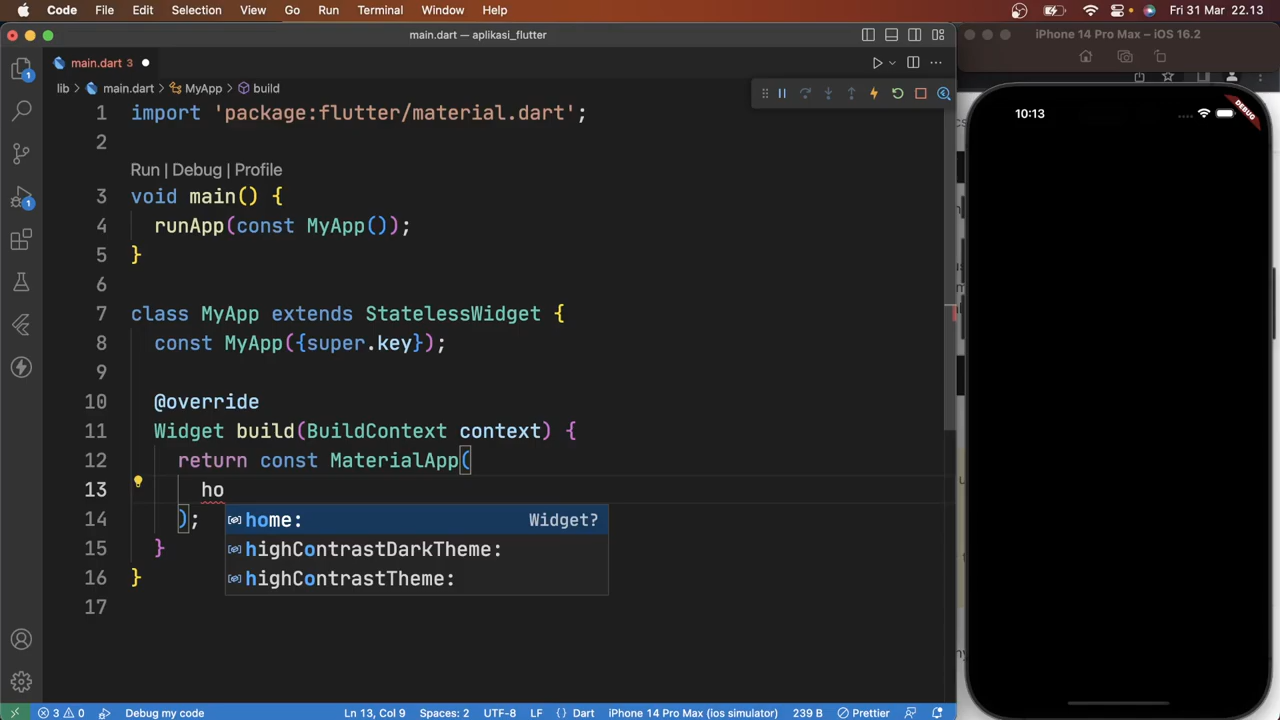 Code File Edit Selection View Go Run Terminal Window Help Fri 31 Mar 22.13
main.dart — aplikasi_flutter
iPhone 14 Pro Max – iOS 16.2
main.dart 3
lib > main.dart > MyApp > build
1 import 'package:flutter/material.dart';
2
Run | Debug | Profile
3 void main() {
4 runApp(const MyApp());
5 }
6
7 class MyApp extends StatelessWidget {
8 const MyApp({super.key});
9
10 @override
11 Widget build(BuildContext context) {
12 return const MaterialApp(
13 ho
14 );
home: Widget?
15 }
highContrastDarkTheme:
16 }
highContrastTheme:
17
1
1
10:13
DEBUG
3 0 Debug my code Ln 13, Col 9 Spaces: 2 UTF-8 LF {} Dart iPhone 14 Pro Max (ios simulator) 239 B Prettier